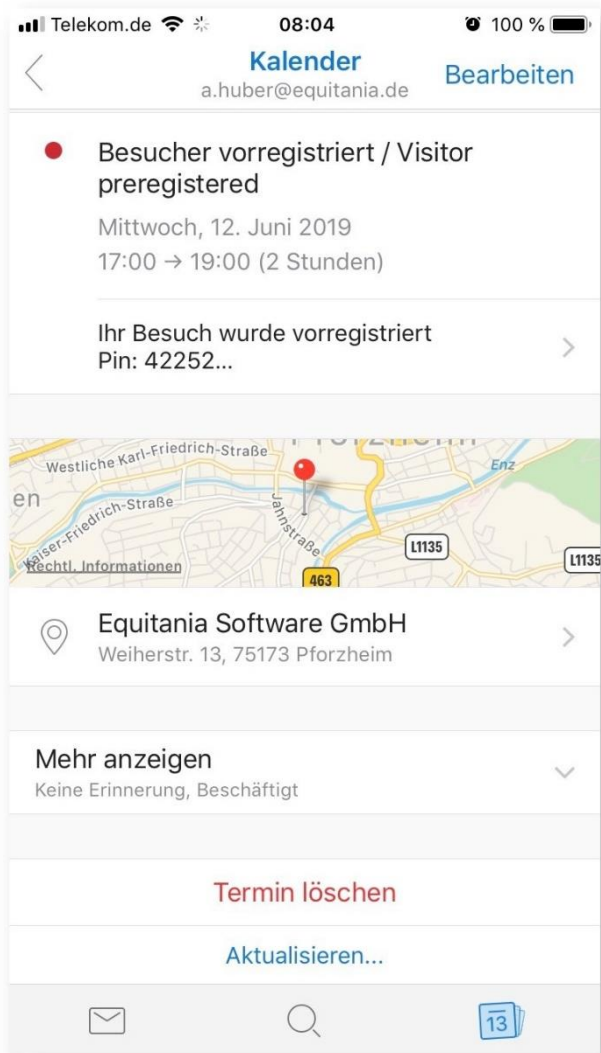 Telekom.de 08:04 100 %
Kalender
a.huber@equitania.de
Bearbeiten
Besucher vorregistriert / Visitor
preregistered
Mittwoch, 12. Juni 2019
17:00 → 19:00 (2 Stunden)
Ihr Besuch wurde vorregistriert
Pin: 42252...
Westliche Karl-Friedrich-Straße
Enz
en
Kaiser-Friedrich-Straße
Jahnstraße
L1135
L1135
Rechtl. Informationen
463
Equitania Software GmbH
Weiherstr. 13, 75173 Pforzheim
Mehr anzeigen
Keine Erinnerung, Beschäftigt
Termin löschen
Aktualisieren...
13